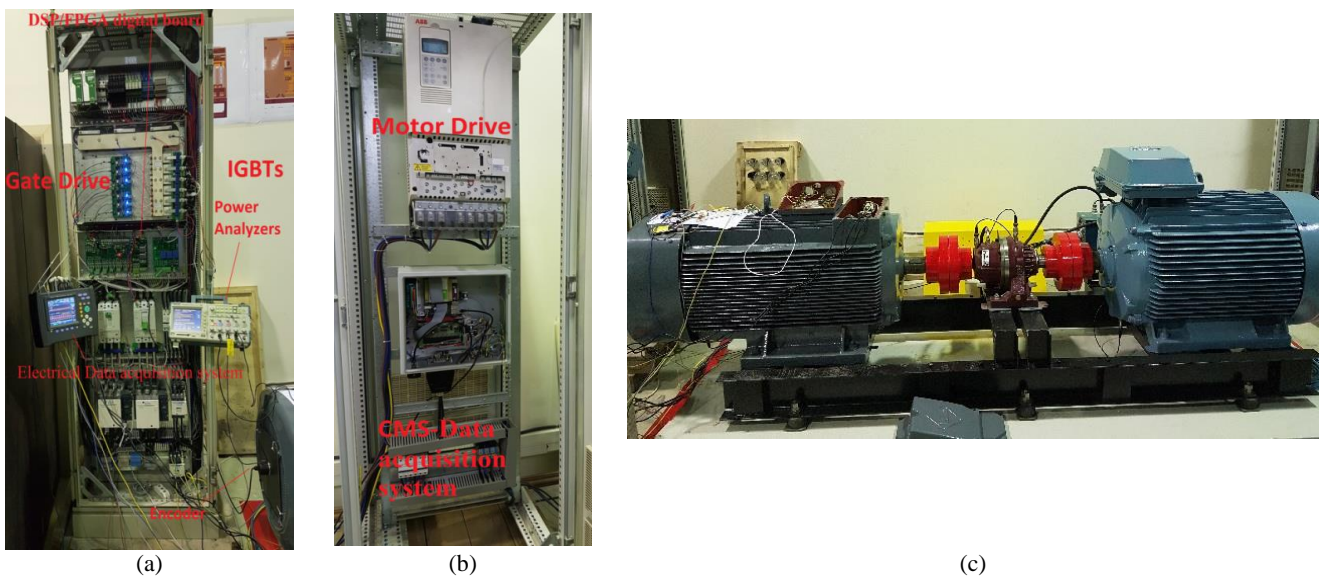 DSP/FPGA digital board
Gate Drive
IGBTs
Power
Analyzers
Electrical Data acquisition system
Encoder
(a)
ABB
Motor Drive
CMS-Data
acquisition
system
(b)
(c)